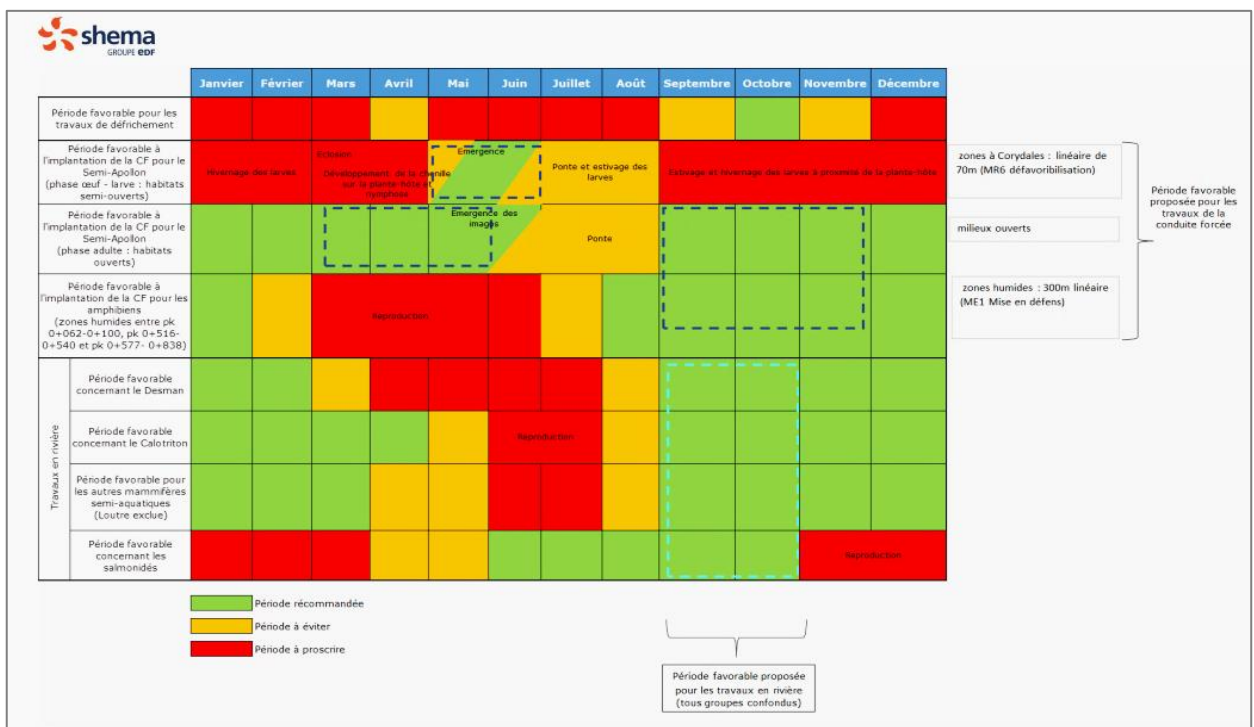 shema
GROUPE EDF
Janvier Février Mars Avril Mai Juin Juillet Août Septembre Octobre Novembre Décembre
Période favorable pour les
travaux de défrichement
Période favorable à
l'implantation de la CF pour le
Semi-Apollon
(phase œuf - larve : habitats
semi-ouverts)
Hivernage des larves
Eclosion
Développement de la chenille
sur la plante-hôte et
nymphose
Emergence
Ponte et estivage des
larves
Estivage et hivernage des larves à proximité de la plante-hôte
zones à Corydales : linéaire de
70m (MR6 défavoribilisation)
Période favorable à
l'implantation de la CF pour le
Semi-Apollon
(phase adulte : habitats
ouverts)
Emergence des
images
Ponte
milieux ouverts
Période favorable
proposée pour les
travaux de la
conduite forcée
Période favorable à
l'implantation de la CF pour les
amphibiens
(zones humides entre pk
0+062-0+100, pk 0+516-
0+540 et pk 0+577- 0+838)
Reproduction
zones humides : 300m linéaire
(ME1 Mise en défens)
Travaux en rivière
Période favorable
concernant le Desman
Période favorable
concernant le Calotriton
Reproduction
Période favorable pour
les autres mammifères
semi-aquatiques
(Loutre exclue)
Période favorable
concernant les
salmonidés
Reproduction
Période récommandée
Période à éviter
Période à proscrire
Période favorable proposée
pour les travaux en rivière
(tous groupes confondus)